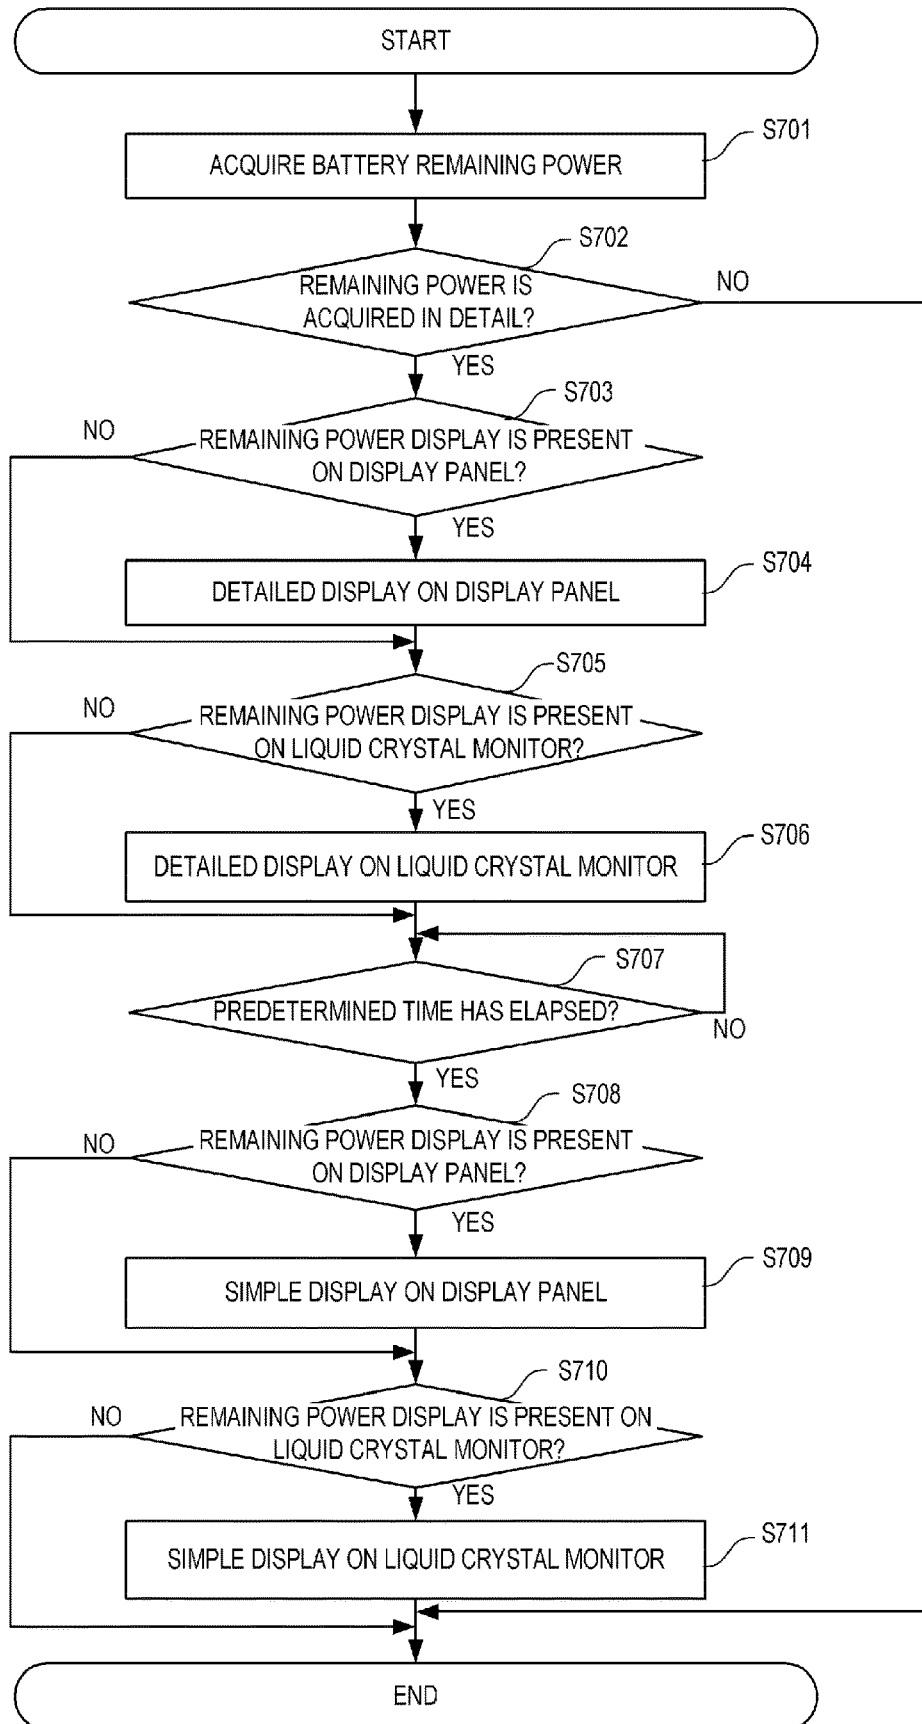 START
S701
ACQUIRE BATTERY REMAINING POWER
S702
REMAINING POWER IS
ACQUIRED IN DETAIL?
NO
YES
S703
NO
REMAINING POWER DISPLAY IS PRESENT
ON DISPLAY PANEL?
YES
S704
DETAILED DISPLAY ON DISPLAY PANEL
S705
NO
REMAINING POWER DISPLAY IS PRESENT
ON LIQUID CRYSTAL MONITOR?
YES
S706
DETAILED DISPLAY ON LIQUID CRYSTAL MONITOR
S707
PREDETERMINED TIME HAS ELAPSED?
NO
YES
S708
NO
REMAINING POWER DISPLAY IS PRESENT
ON DISPLAY PANEL?
YES
S709
SIMPLE DISPLAY ON DISPLAY PANEL
S710
NO
REMAINING POWER DISPLAY IS PRESENT ON
LIQUID CRYSTAL MONITOR?
YES
S711
SIMPLE DISPLAY ON LIQUID CRYSTAL MONITOR
END